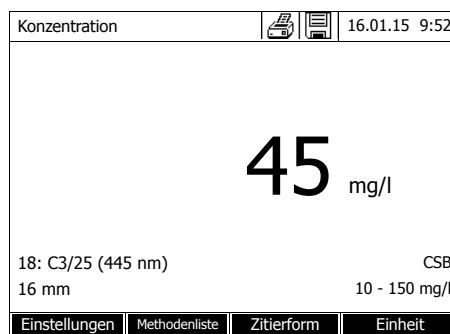 Konzentration 16.01.15 9:52
45 mg/l
18: C3/25 (445 nm) CSB
16 mm 10 - 150 mg/l
Einstellungen Methodenliste Zitierform Einheit